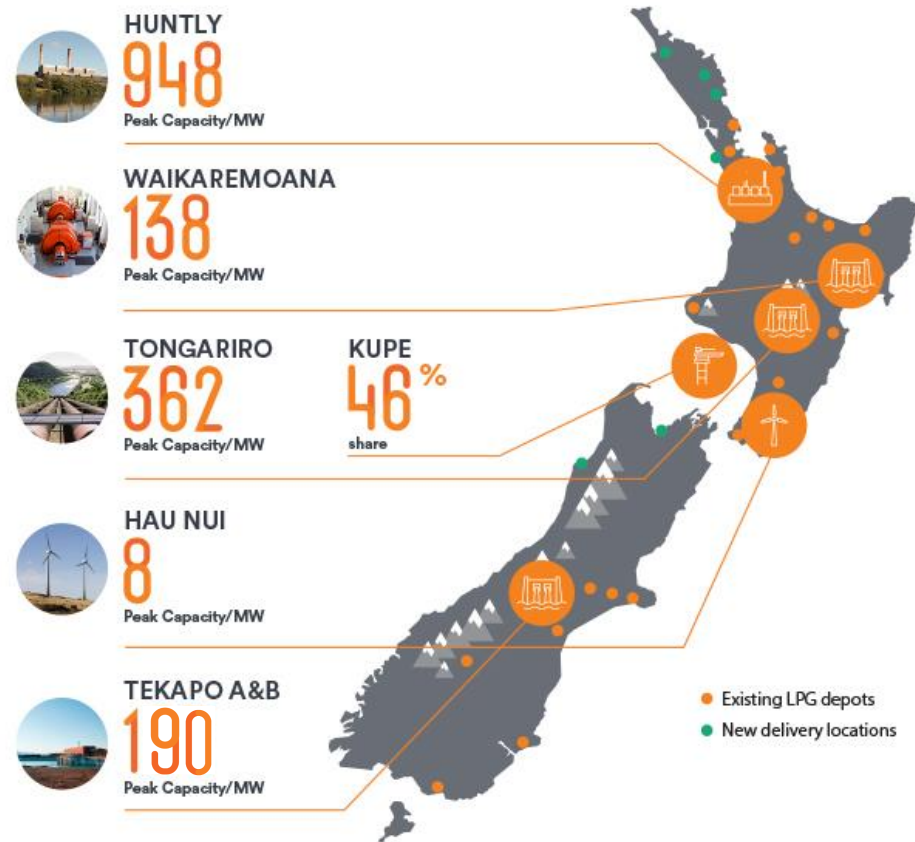 HUNTLY
948
Peak Capacity/MW
WAIKAREMOANA
138
Peak Capacity/MW
TONGARIRO
362
Peak Capacity/MW
KUPE
46%
share
HAU NUI
8
Peak Capacity/MW
TEKAPO A&B
190
Peak Capacity/MW
Existing LPG depots
New delivery locations